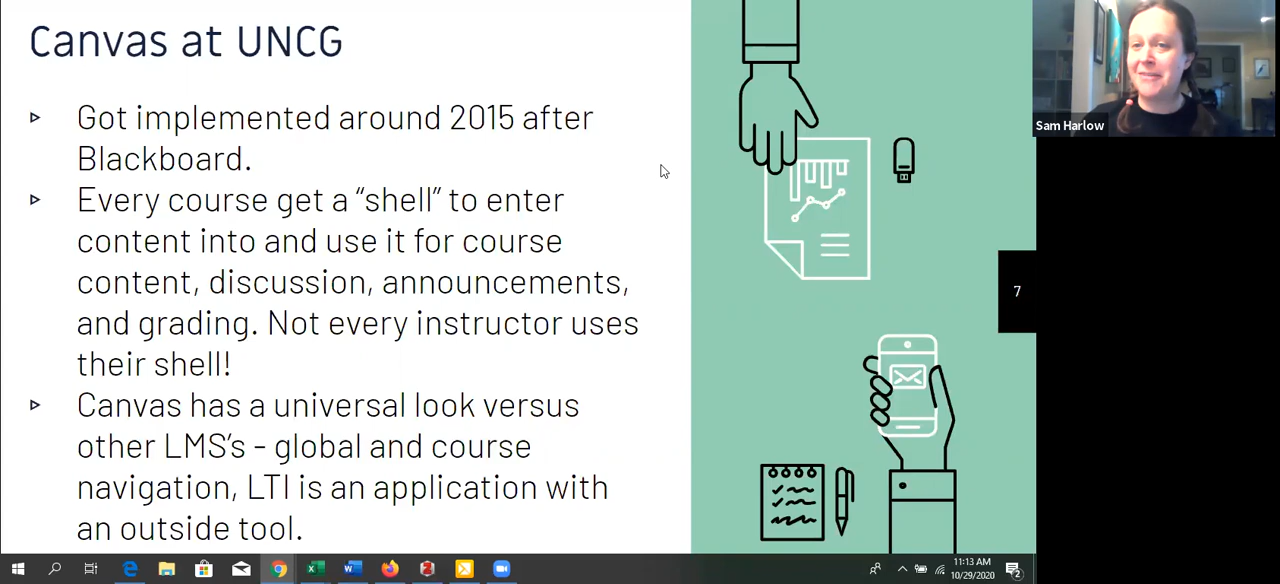 Canvas at UNCG
Got implemented around 2015 after
Blackboard.
Every course get a “shell” to enter
content into and use it for course
content, discussion, announcements,
and grading. Not every instructor uses
their shell!
Canvas has a universal look versus
other LMS’s - global and course
navigation, LTI is an application with
an outside tool.
7
Sam Harlow
11:13 AM
10/29/2020
2